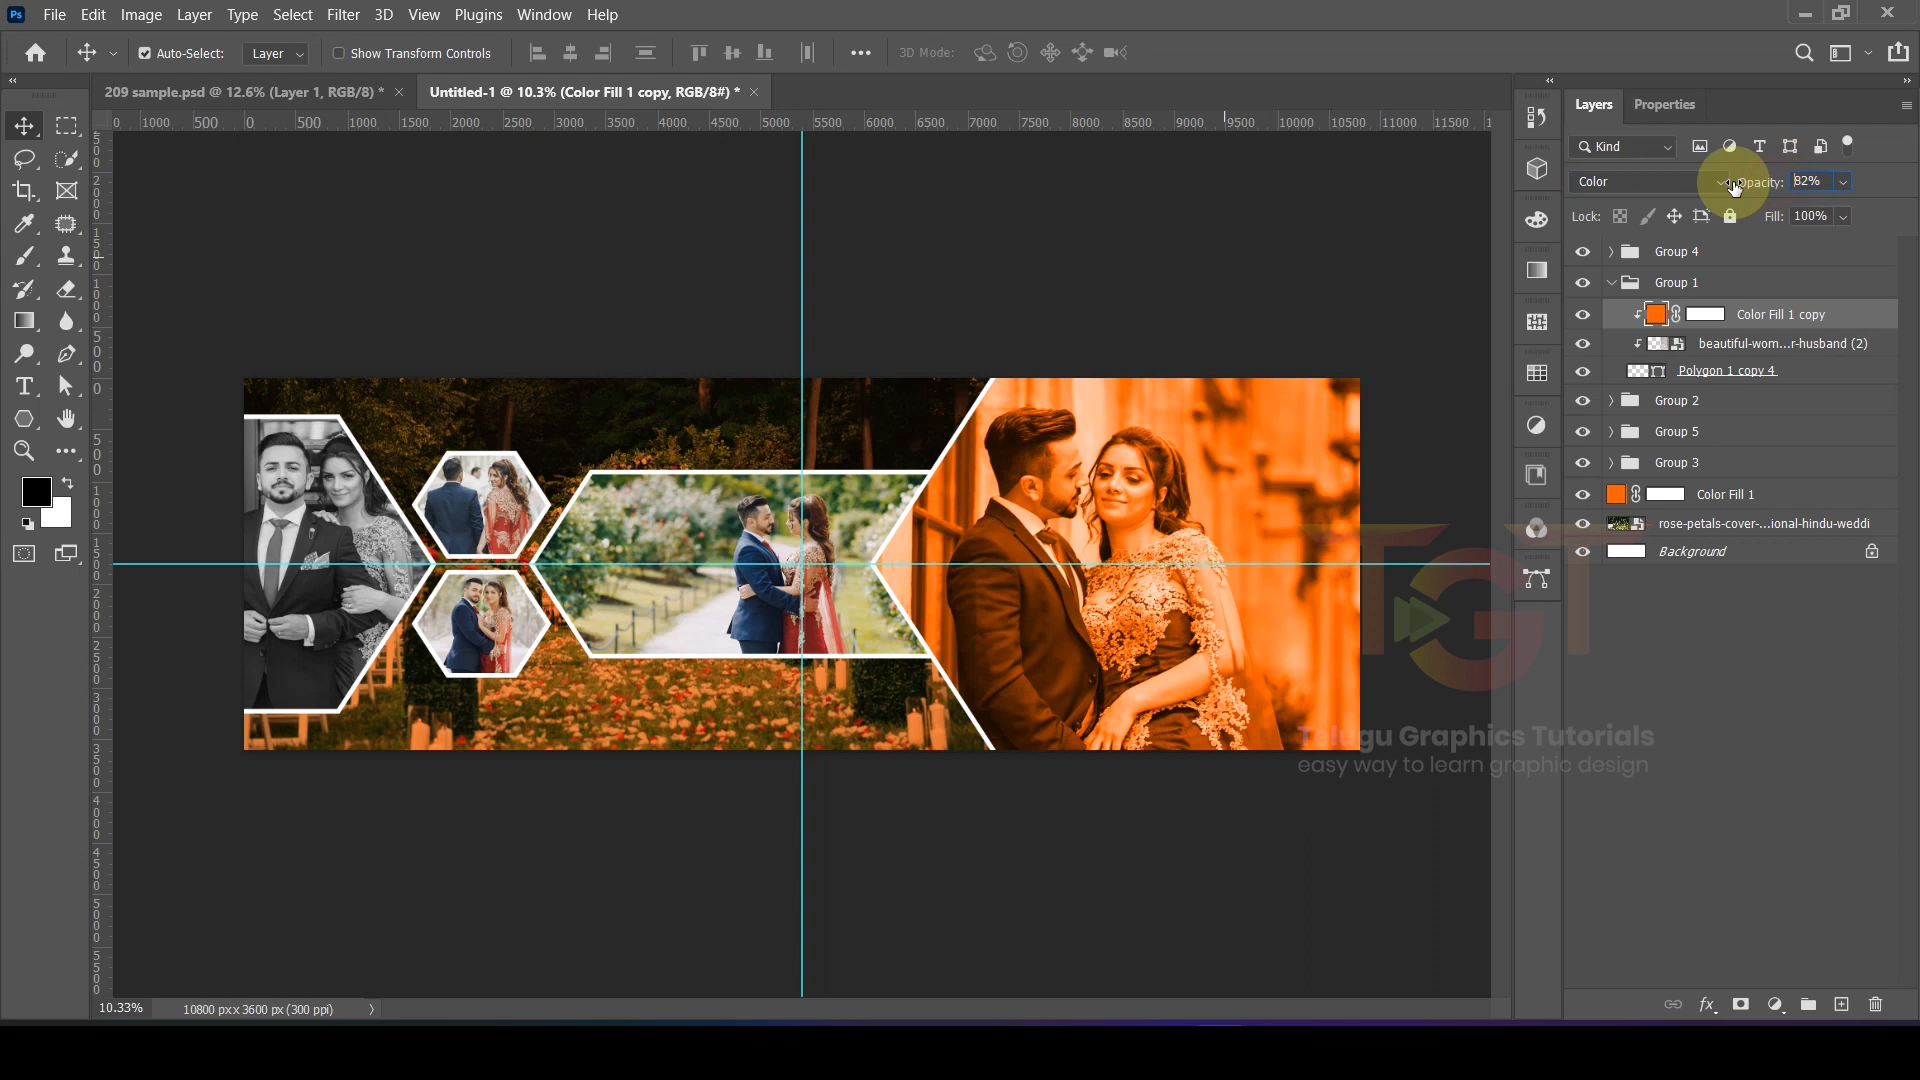 Ps File Edit Image Layer Type Select Filter 3D View Plugins Window Help
Auto-Select: Layer Show Transform Controls 3D Mode:
209 sample.psd @ 12.6% (Layer 1, RGB/8) * Untitled-1 @ 10.3% (Color Fill 1 copy, RGB/8#) *
0 1000 500 0 500 1000 1500 2000 2500 3000 3500 4000 4500 5000 5500 6000 6500 7000 7500 8000 8500 9000 9500 10000 10500 11000 11500
Layers Properties
Kind
Color Opacity: 82%
Lock: Fill: 100%
Group 4
Group 1
Color Fill 1 copy
beautiful-wom...r-husband (2)
Polygon 1 copy 4
Group 2
Group 5
Group 3
Color Fill 1
rose-petals-cover-...ional-hindu-weddi
Background
TGT
Telugu Graphics Tutorials
easy way to learn graphic design
10.33% 10800 px x 3600 px (300 ppi)
fx